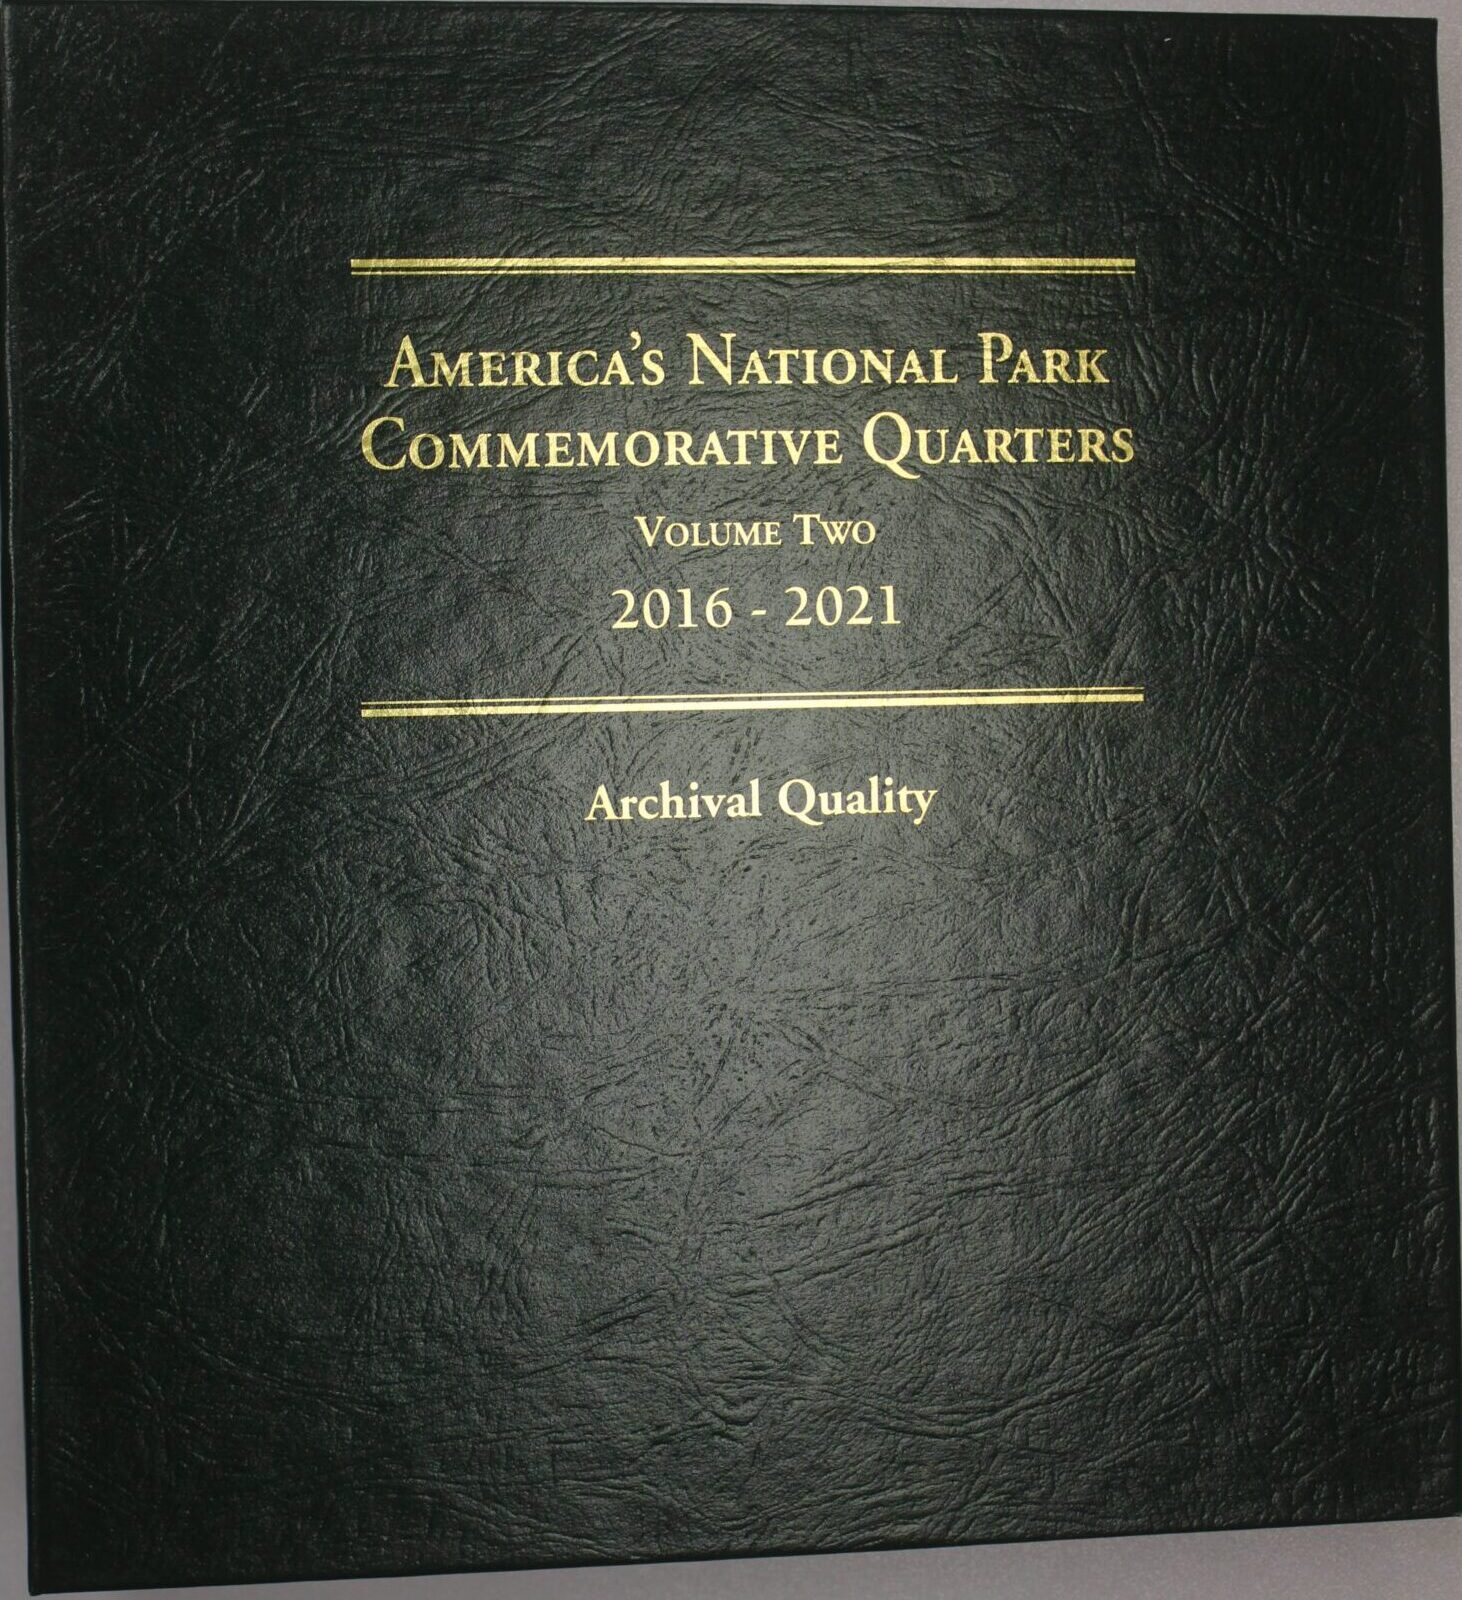 America's National Park
Commemorative Quarters
Volume Two
2016 - 2021
Archival Quality